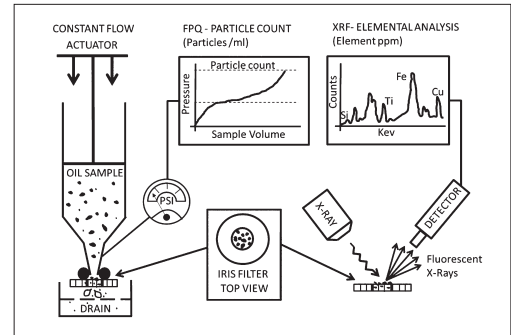 CONSTANT FLOW
ACTUATOR
FPQ - PARTICLE COUNT
(Particles /ml)
XRF- ELEMENTAL ANALYSIS
(Element ppm)
Particle count
Pressure
Sample Volume
Counts
Si
Ti
Fe
Cu
Kev
OIL SAMPLE
PSI
X-RAY
DETECTOR
IRIS FILTER
TOP VIEW
Fluorescent
X-Rays
DRAIN